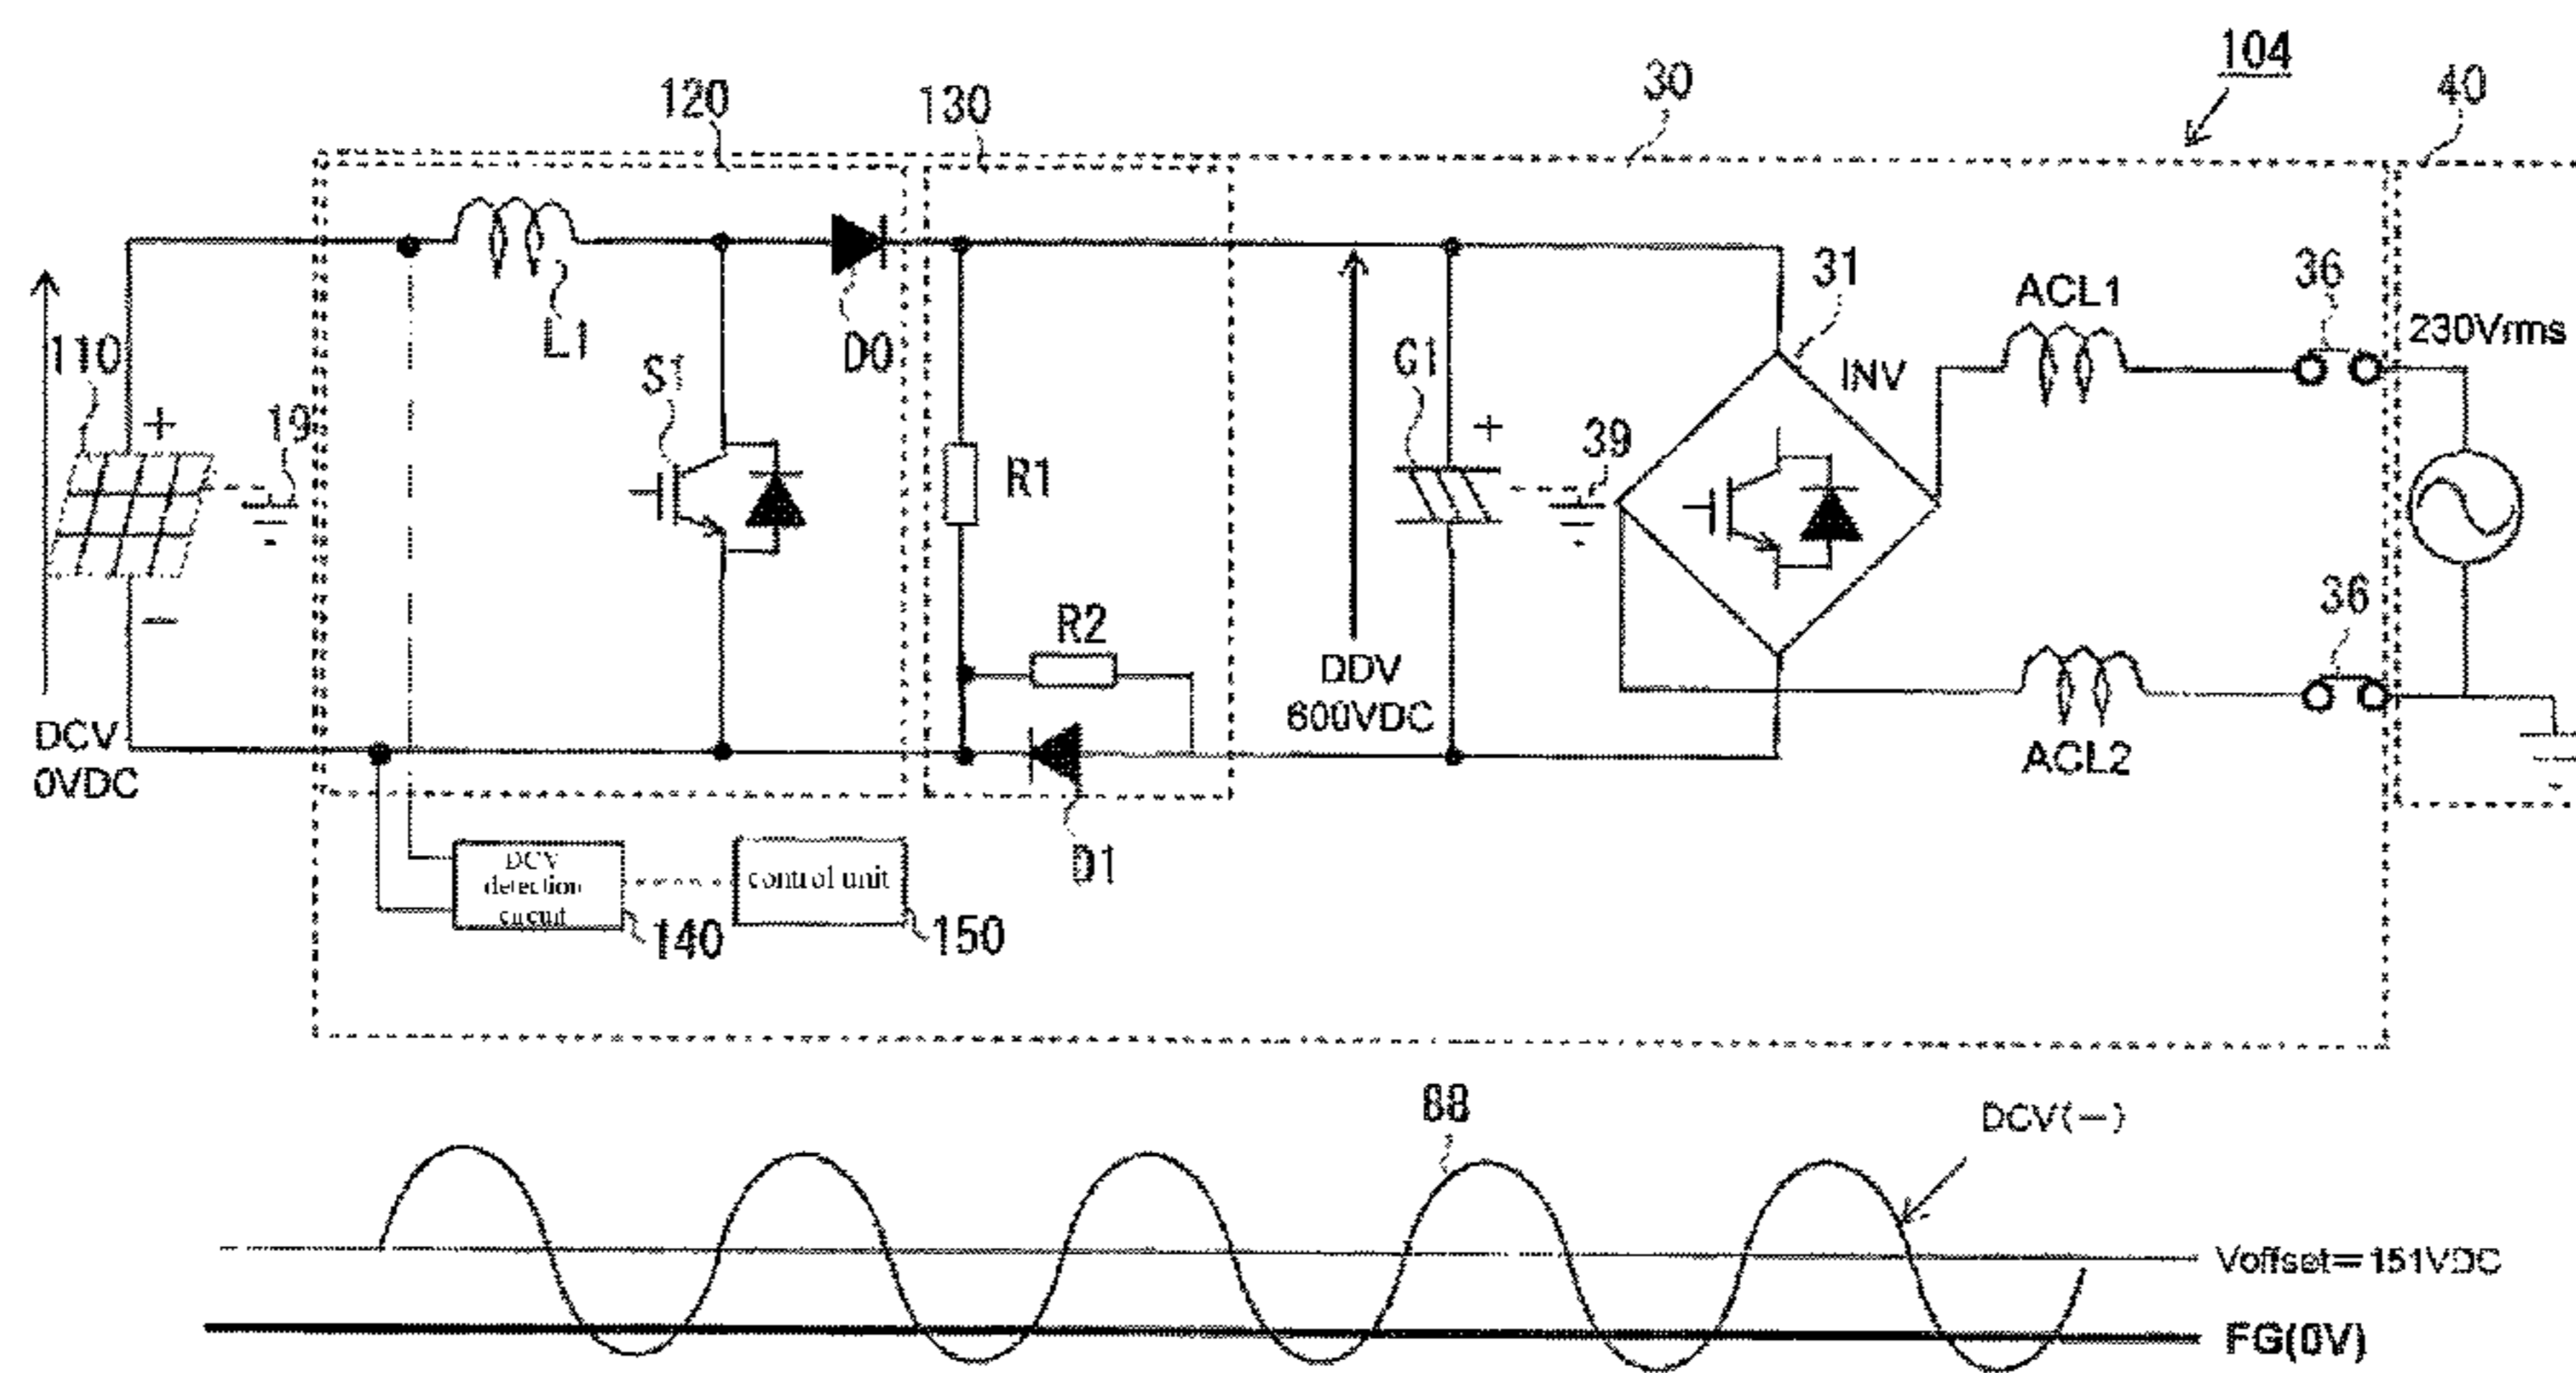 104
120
130
30
40
110
+
19
−
DCV
0VDC
L1
S1
D0
R1
R2
D1
DDV
600VDC
G1
+
39
31
INV
ACL1
36
230Vrms
36
ACL2
DCV
detection
circuit
140
control unit
150
88
DCV(−)
Voffset=151VDC
FG(0V)